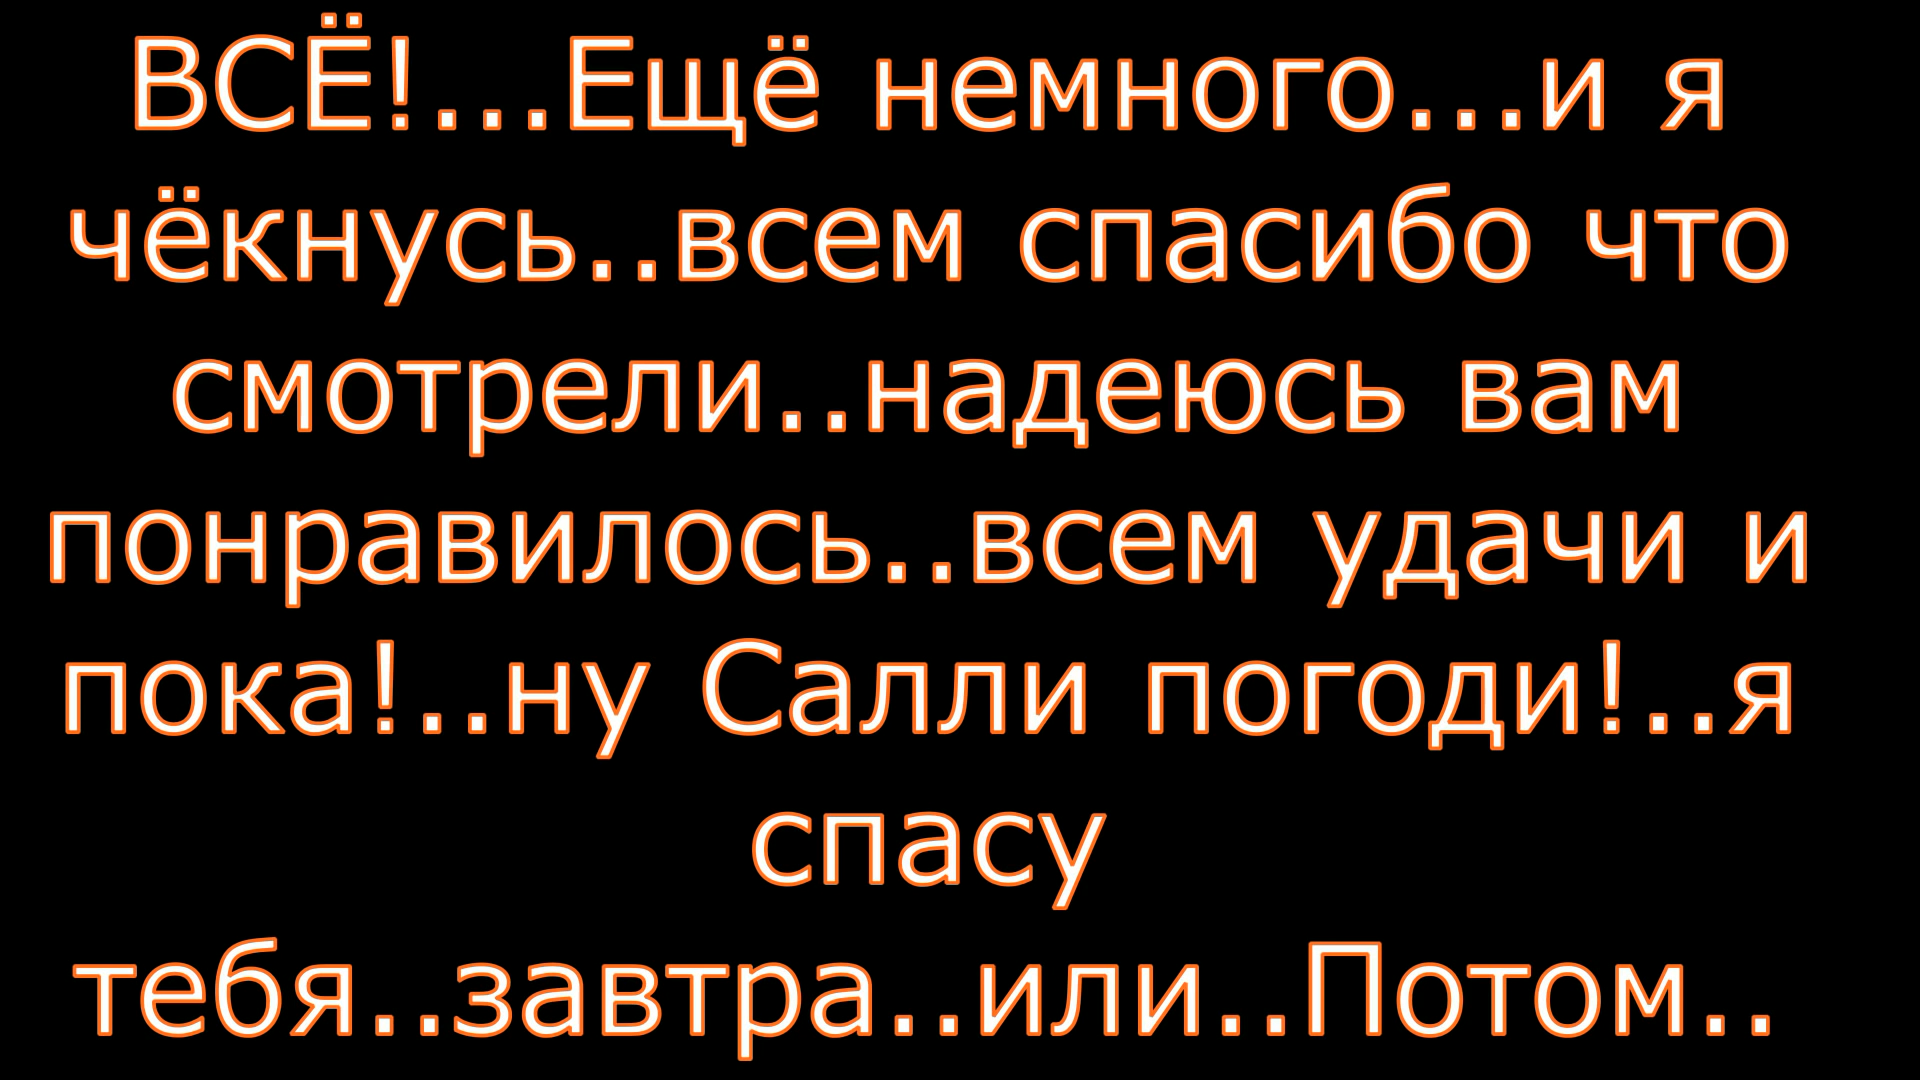 ВСЁ!...Ещё немного...и я
чёкнусь..всем спасибо что
смотрели..надеюсь вам
понравилось..всем удачи и
пока!..ну Салли погоди!..я
спасу
тебя..завтра..или..Потом..